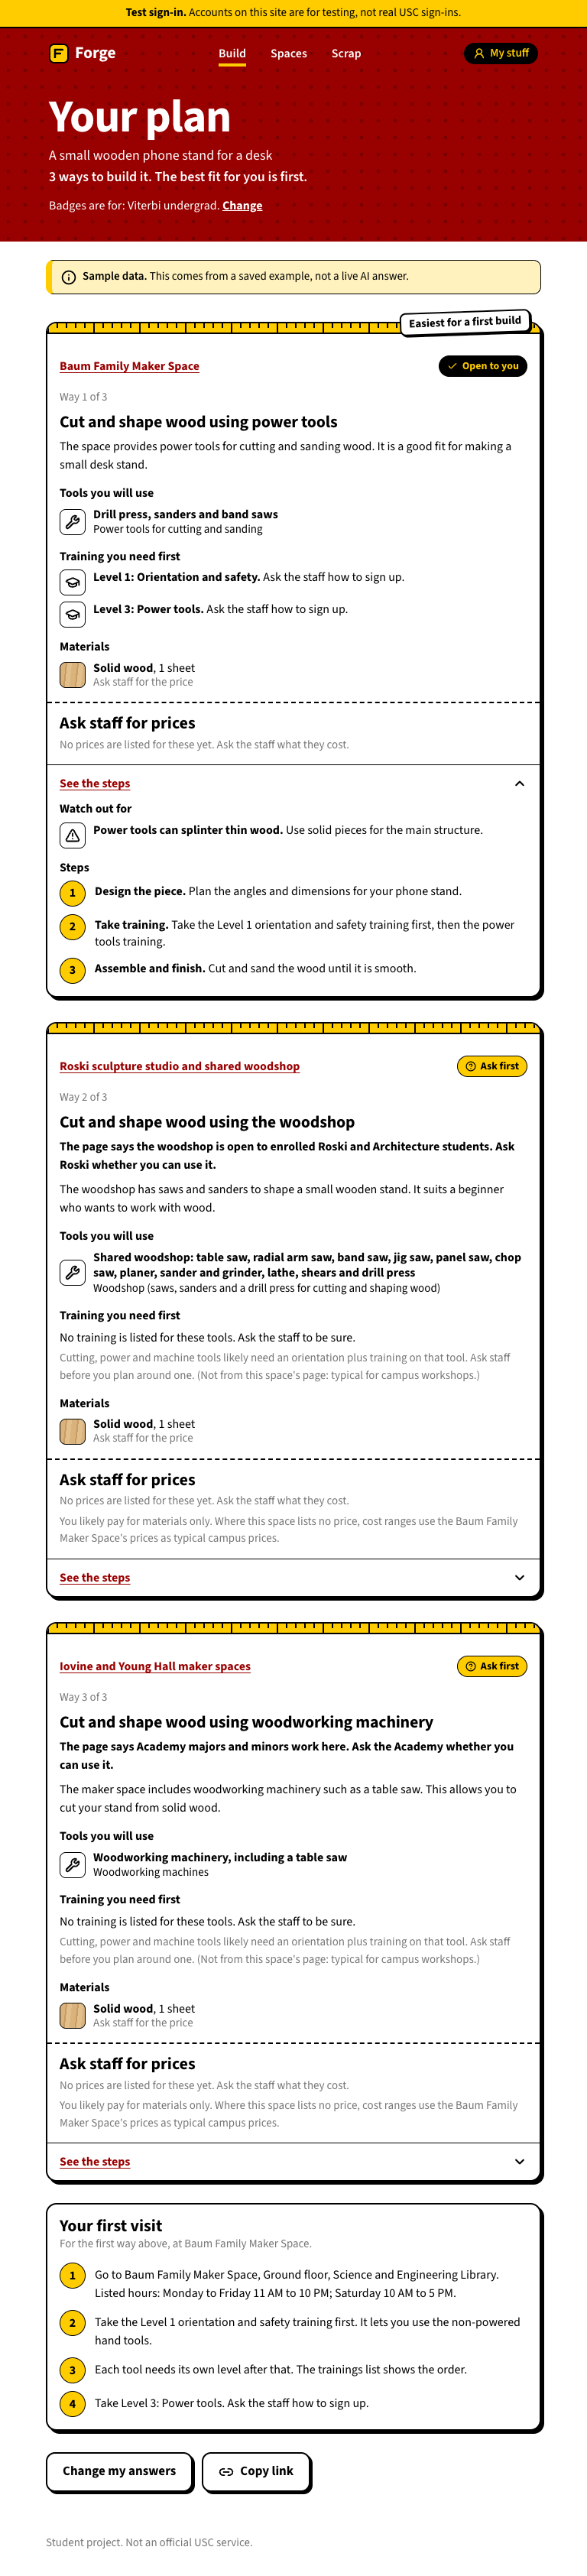 Test sign-in. Accounts on this site are for testing, not real USC sign-ins.
Forge
Build
Spaces
Scrap
My stuff
Your plan
A small wooden phone stand for a desk
3 ways to build it. The best fit for you is first.
Badges are for: Viterbi undergrad. Change
Sample data. This comes from a saved example, not a live AI answer.
Easiest for a first build
Baum Family Maker Space
Open to you
Way 1 of 3
Cut and shape wood using power tools
The space provides power tools for cutting and sanding wood. It is a good fit for making a
small desk stand.
Tools you will use
Drill press, sanders and band saws
Power tools for cutting and sanding
Training you need first
Level 1: Orientation and safety. Ask the staff how to sign up.
Level 3: Power tools. Ask the staff how to sign up.
Materials
Solid wood, 1 sheet
Ask staff for the price
Ask staff for prices
No prices are listed for these yet. Ask the staff what they cost.
See the steps
Watch out for
Power tools can splinter thin wood. Use solid pieces for the main structure.
Steps
1 Design the piece. Plan the angles and dimensions for your phone stand.
2 Take training. Take the Level 1 orientation and safety training first, then the power
tools training.
3 Assemble and finish. Cut and sand the wood until it is smooth.
Roski sculpture studio and shared woodshop
Ask first
Way 2 of 3
Cut and shape wood using the woodshop
The page says the woodshop is open to enrolled Roski and Architecture students. Ask
Roski whether you can use it.
The woodshop has saws and sanders to shape a small wooden stand. It suits a beginner
who wants to work with wood.
Tools you will use
Shared woodshop: table saw, radial arm saw, band saw, jig saw, panel saw, chop
saw, planer, sander and grinder, lathe, shears and drill press
Woodshop (saws, sanders and a drill press for cutting and shaping wood)
Training you need first
No training is listed for these tools. Ask the staff to be sure.
Cutting, power and machine tools likely need an orientation plus training on that tool. Ask staff
before you plan around one. (Not from this space's page: typical for campus workshops.)
Materials
Solid wood, 1 sheet
Ask staff for the price
Ask staff for prices
No prices are listed for these yet. Ask the staff what they cost.
You likely pay for materials only. Where this space lists no price, cost ranges use the Baum Family
Maker Space's prices as typical campus prices.
See the steps
Iovine and Young Hall maker spaces
Ask first
Way 3 of 3
Cut and shape wood using woodworking machinery
The page says Academy majors and minors work here. Ask the Academy whether you
can use it.
The maker space includes woodworking machinery such as a table saw. This allows you to
cut your stand from solid wood.
Tools you will use
Woodworking machinery, including a table saw
Woodworking machines
Training you need first
No training is listed for these tools. Ask the staff to be sure.
Cutting, power and machine tools likely need an orientation plus training on that tool. Ask staff
before you plan around one. (Not from this space's page: typical for campus workshops.)
Materials
Solid wood, 1 sheet
Ask staff for the price
Ask staff for prices
No prices are listed for these yet. Ask the staff what they cost.
You likely pay for materials only. Where this space lists no price, cost ranges use the Baum Family
Maker Space's prices as typical campus prices.
See the steps
Your first visit
For the first way above, at Baum Family Maker Space.
1 Go to Baum Family Maker Space, Ground floor, Science and Engineering Library.
Listed hours: Monday to Friday 11 AM to 10 PM; Saturday 10 AM to 5 PM.
2 Take the Level 1 orientation and safety training first. It lets you use the non-powered
hand tools.
3 Each tool needs its own level after that. The trainings list shows the order.
4 Take Level 3: Power tools. Ask the staff how to sign up.
Change my answers
Copy link
Student project. Not an official USC service.